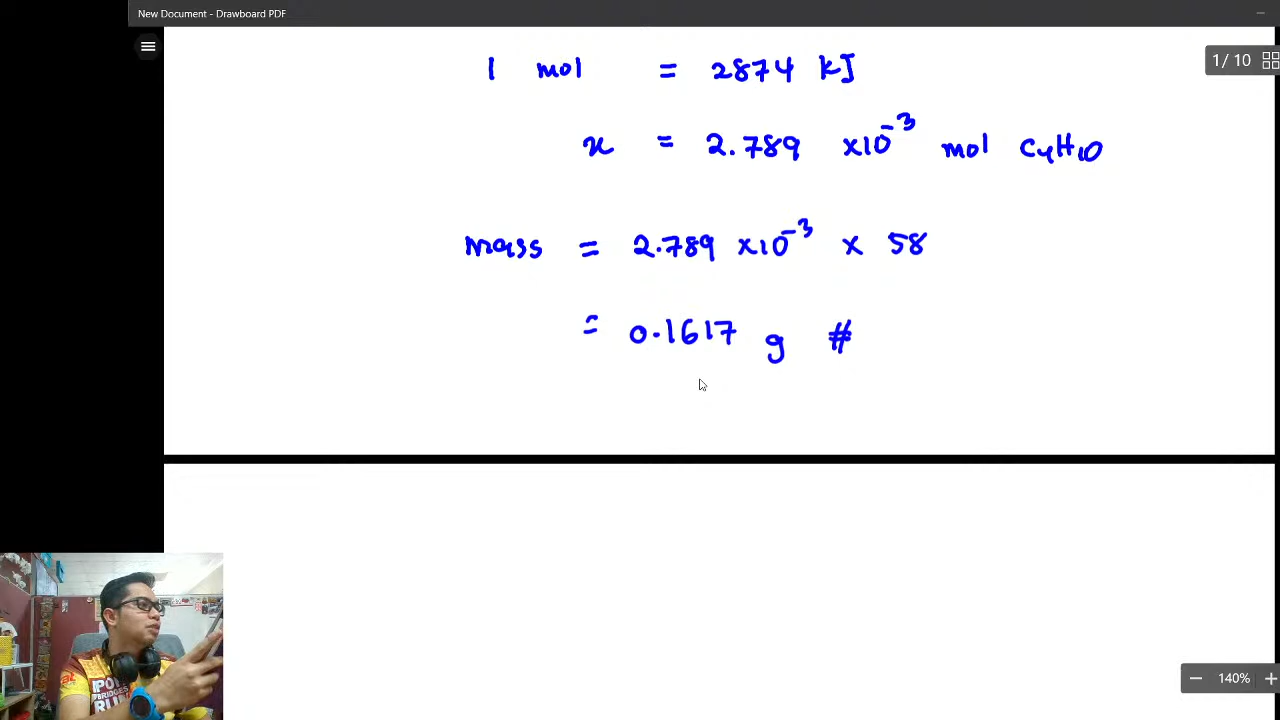 New Document - Drawboard PDF
1 / 10
1 mol = 2874 kJ
x = 2.789 x10⁻³ mol C₄H₁₀
mass = 2.789 x10⁻³ x 58
= 0.1617 g #
140%